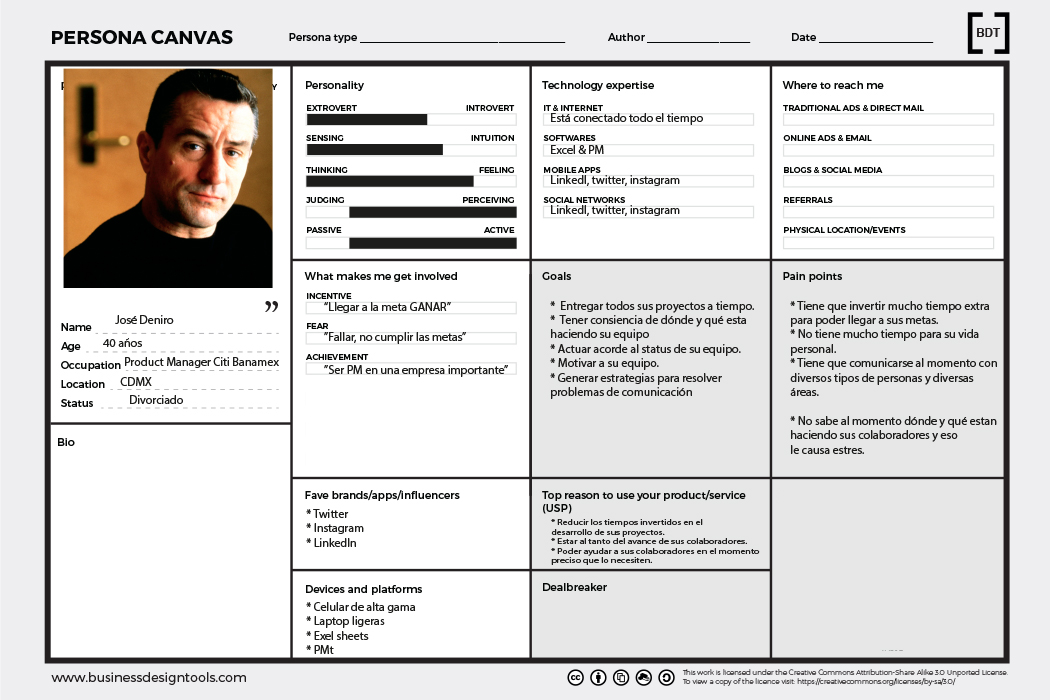 PERSONA CANVAS
Persona type
Author
Date
BDT
Name José Deniro
Age 40 años
Occupation Product Manager Citi Banamex
Location CDMX
Status Divorciado
Bio
Personality
EXTROVERT INTROVERT
SENSING INTUITION
THINKING FEELING
JUDGING PERCEIVING
PASSIVE ACTIVE
Technology expertise
IT & INTERNET
Está conectado todo el tiempo
SOFTWARES
Excel & PM
MOBILE APPS
LinkedI, twitter, instagram
SOCIAL NETWORKS
LinkedI, twitter, instagram
Where to reach me
TRADITIONAL ADS & DIRECT MAIL
ONLINE ADS & EMAIL
BLOGS & SOCIAL MEDIA
REFERRALS
PHYSICAL LOCATION/EVENTS
What makes me get involved
INCENTIVE
“Llegar a la meta GANAR”
FEAR
“Fallar, no cumplir las metas”
ACHIEVEMENT
“Ser PM en una empresa importante”
Goals
* Entregar todos sus proyectos a tiempo.
* Tener consiencia de dónde y qué esta
haciendo su equipo
* Actuar acorde al status de su equipo.
* Motivar a su equipo.
* Generar estrategias para resolver
problemas de comunicación
Pain points
* Tiene que invertir mucho tiempo extra
para poder llegar a sus metas.
* No tiene mucho tiempo para su vida
personal.
* Tiene que comunicarse al momento con
diversos tipos de personas y diversas
áreas.
* No sabe al momento dónde y qué estan
haciendo sus colaboradores y eso
le causa estres.
Fave brands/apps/influencers
* Twitter
* Instagram
* LinkedIn
Top reason to use your product/service
(USP)
* Reducir los tiempos invertidos en el
desarrollo de sus proyectos.
* Estar al tanto del avance de sus colaboradores.
* Poder ayudar a sus colaboradores en el momento
preciso que lo necesiten.
Devices and platforms
* Celular de alta gama
* Laptop ligeras
* Exel sheets
* PMt
Dealbreaker
www.businessdesigntools.com
This work is licensed under the Creative Commons Attribution-Share Alike 3.0 Unported License.
To view a copy of the licence visit: https://creativecommons.org/licenses/by-sa/3.0/